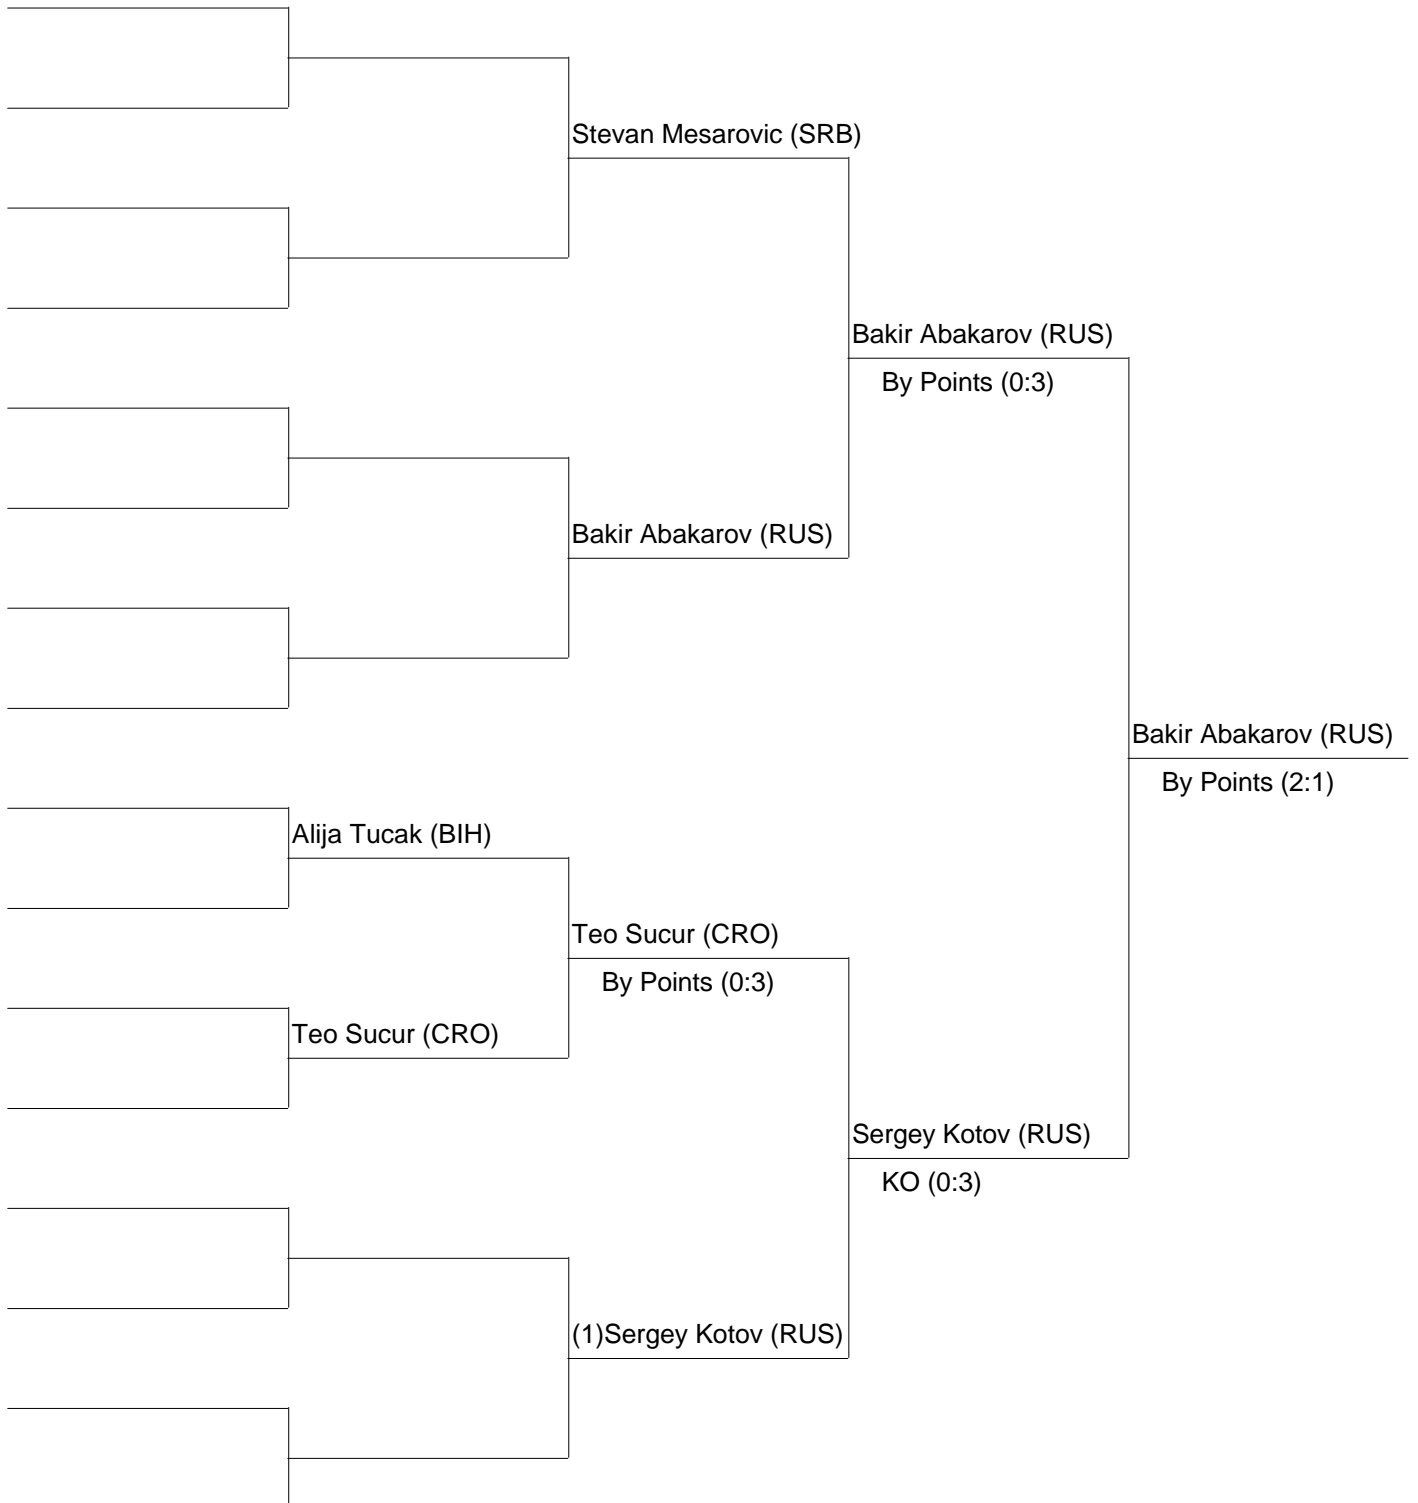 Stevan Mesarovic (SRB)
Bakir Abakarov (RUS)
By Points (0:3)
Bakir Abakarov (RUS)
Bakir Abakarov (RUS)
By Points (2:1)
Alija Tucak (BIH)
Teo Sucur (CRO)
By Points (0:3)
Teo Sucur (CRO)
Sergey Kotov (RUS)
KO (0:3)
(1)Sergey Kotov (RUS)